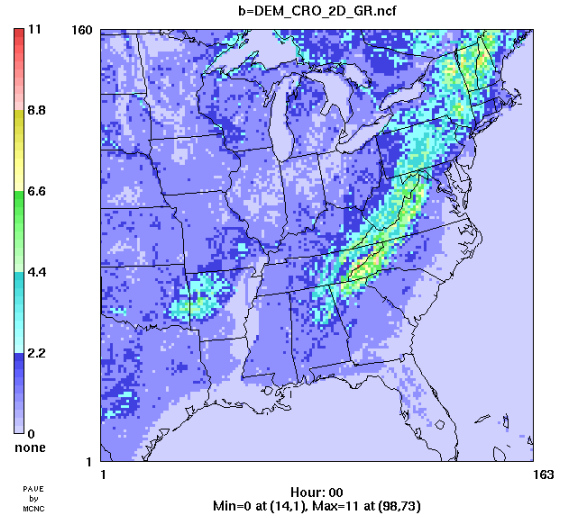 b=DEM_CRO_2D_GR.ncf
11
8.8
6.6
4.4
2.2
0
none
160
1
1
163
PAVE
by
MCNC
Hour: 00
Min=0 at (14,1), Max=11 at (98,73)